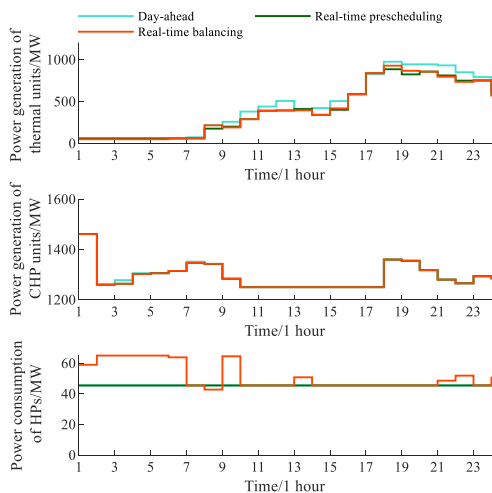 Day-ahead
Real-time prescheduling
Real-time balancing
Power generation of
thermal units/MW
1000
500
0
1 3 5 7 9 11 13 15 17 19 21 23
Time/1 hour
Power generation of
CHP units/MW
1600
1400
1200
1 3 5 7 9 11 13 15 17 19 21 23
Time/1 hour
Power consumption
of HPs/MW
60
40
20
0
1 3 5 7 9 11 13 15 17 19 21 23
Time/1 hour